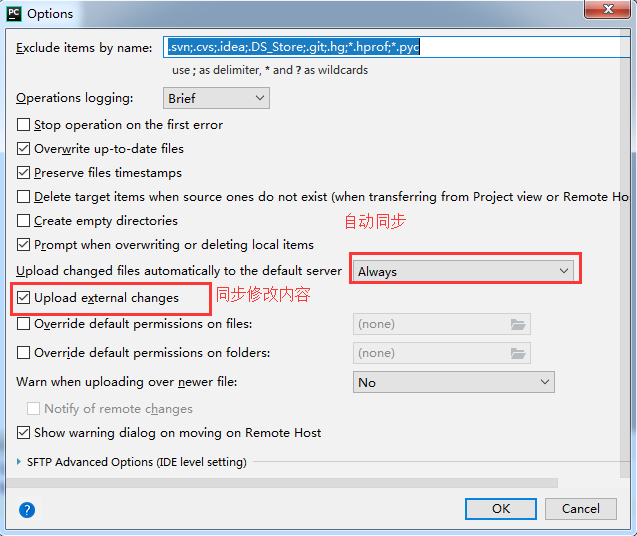 PC Options
Exclude items by name: .svn;.cvs;.idea;.DS_Store;.git;.hg;*.hprof;*.pyc
use ; as delimiter, * and ? as wildcards
Operations logging: Brief
Stop operation on the first error
Overwrite up-to-date files
Preserve files timestamps
Delete target items when source ones do not exist (when transferring from Project view or Remote Ho
Create empty directories
自动同步
Prompt when overwriting or deleting local items
Upload changed files automatically to the default server Always
Upload external changes 同步修改内容
Override default permissions on files: (none)
Override default permissions on folders: (none)
Warn when uploading over newer file: No
Notify of remote changes
Show warning dialog on moving on Remote Host
SFTP Advanced Options (IDE level setting)
? OK Cancel